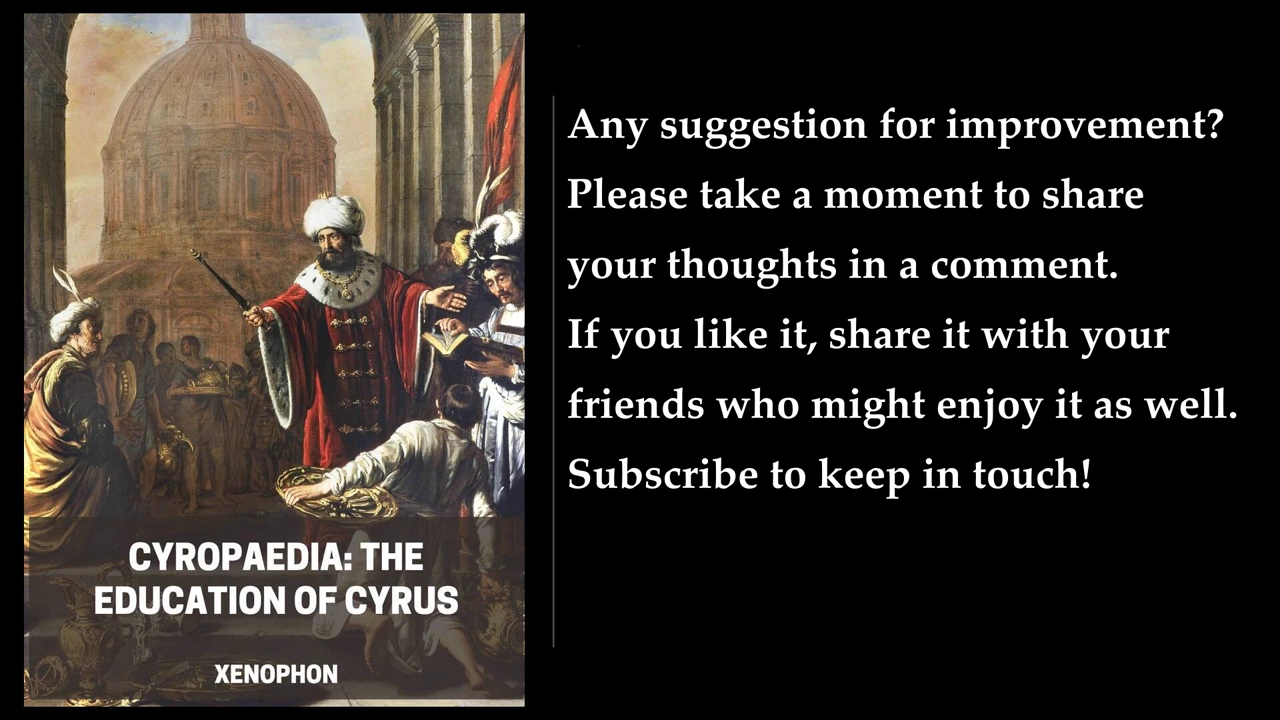 CYROPAEDIA: THE
EDUCATION OF CYRUS
XENOPHON
Any suggestion for improvement?
Please take a moment to share
your thoughts in a comment.
If you like it, share it with your
friends who might enjoy it as well.
Subscribe to keep in touch!